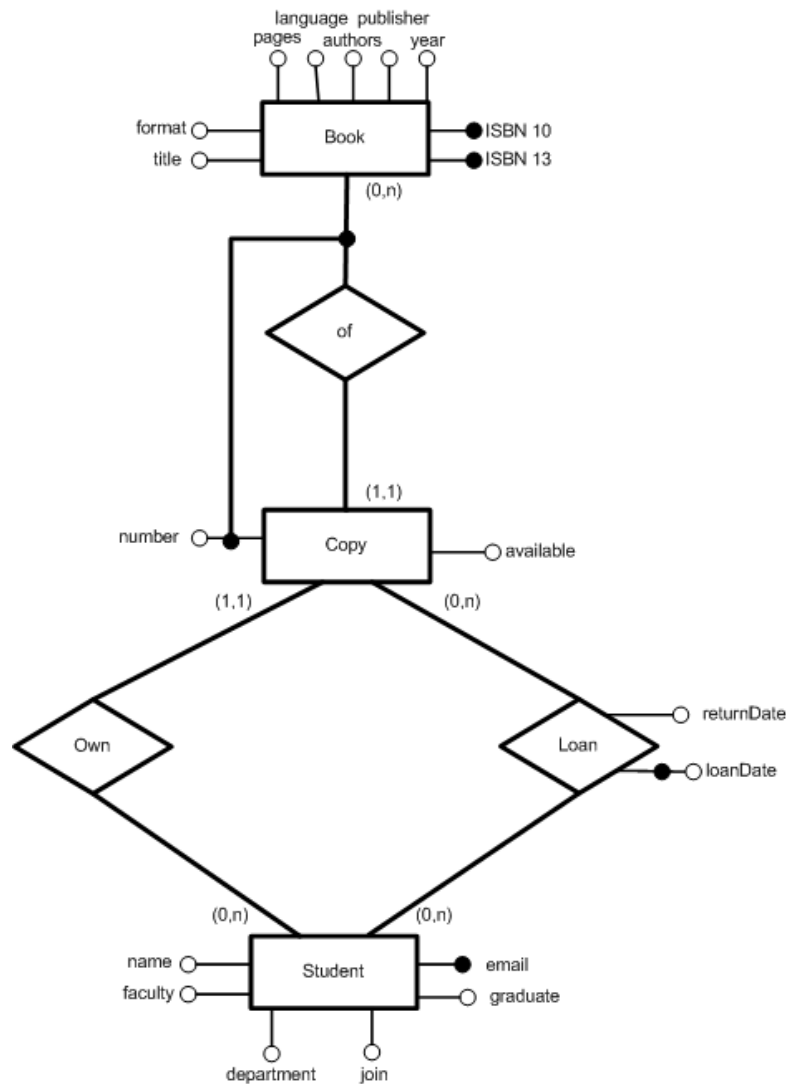 language publisher
pages authors year
format
Book
ISBN 10
title
ISBN 13
(0,n)
of
(1,1)
number
Copy
available
(1,1)
(0,n)
returnDate
Own
Loan
loanDate
(0,n)
(0,n)
name
Student
email
faculty
graduate
department
join